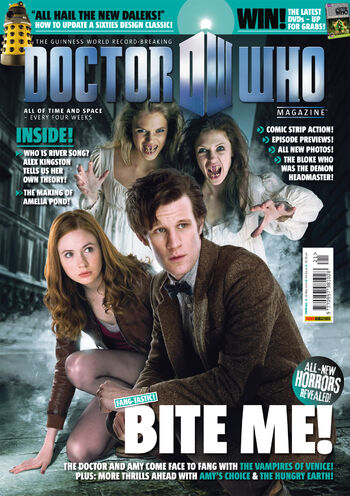 "ALL HAIL THE NEW DALEKS!"
HOW TO UPDATE A SIXTIES DESIGN CLASSIC!
WIN! THE LATEST
DVDs – UP
FOR GRABS!
THE GUINNESS WORLD RECORD-BREAKING
DOCTOR WHO
MAGAZINE
ALL OF TIME AND SPACE
– EVERY FOUR WEEKS
INSIDE!
WHO IS RIVER SONG?
ALEX KINGSTON
TELLS US HER
OWN THEORY!
THE MAKING OF
AMELIA POND!
COMIC STRIP ACTION!
EPISODE PREVIEWS!
ALL NEW PHOTOS!
THE BLOKE WHO
WAS THE DEMON
HEADMASTER!
ALL-NEW
HORRORS
REVEALED!
FANG-TASTIC!
BITE ME!
THE DOCTOR AND AMY COME FACE TO FANG WITH THE VAMPIRES OF VENICE!
PLUS: MORE THRILLS AHEAD WITH AMY'S CHOICE & THE HUNGRY EARTH!